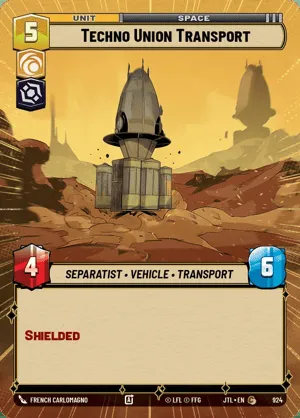 UNIT SPACE
5 TECHNO UNION TRANSPORT
4 SEPARATIST • VEHICLE • TRANSPORT 6
SHIELDED
FRENCH CARLOMAGNO © LFL © FFG JTL • EN C 924